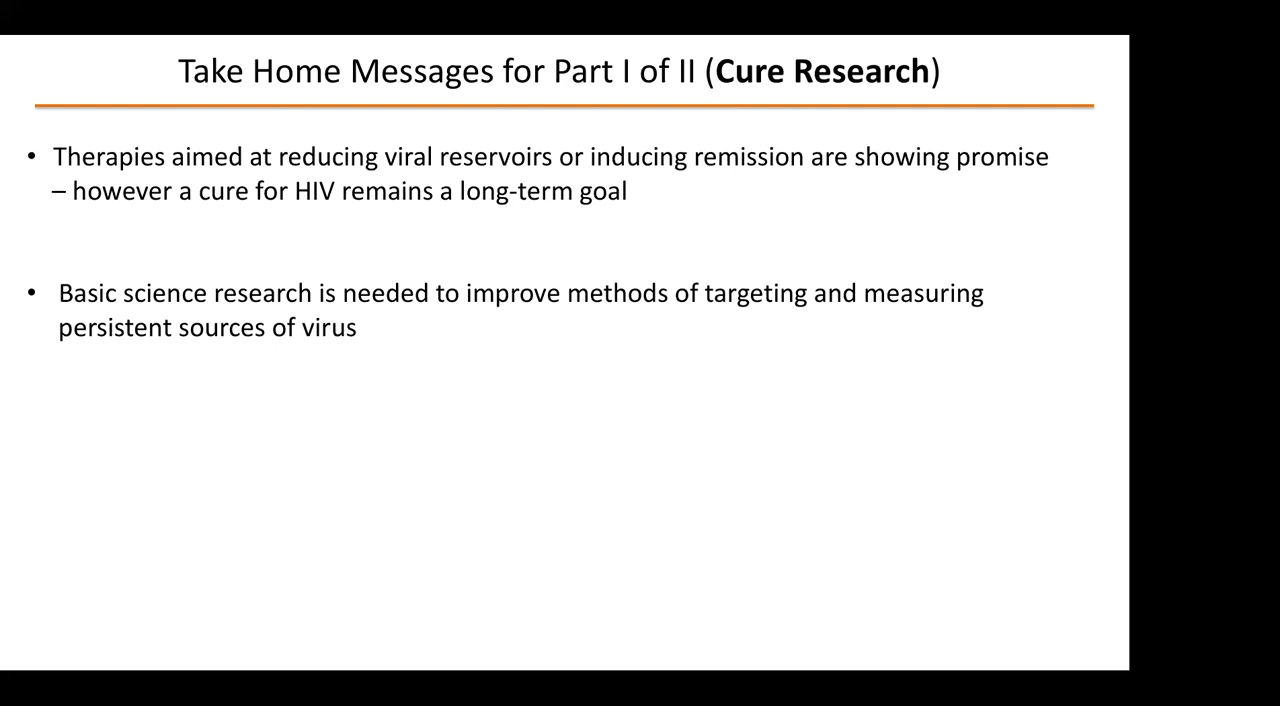 Take Home Messages for Part I of II (Cure Research)
• Therapies aimed at reducing viral reservoirs or inducing remission are showing promise
– however a cure for HIV remains a long-term goal
• Basic science research is needed to improve methods of targeting and measuring
persistent sources of virus